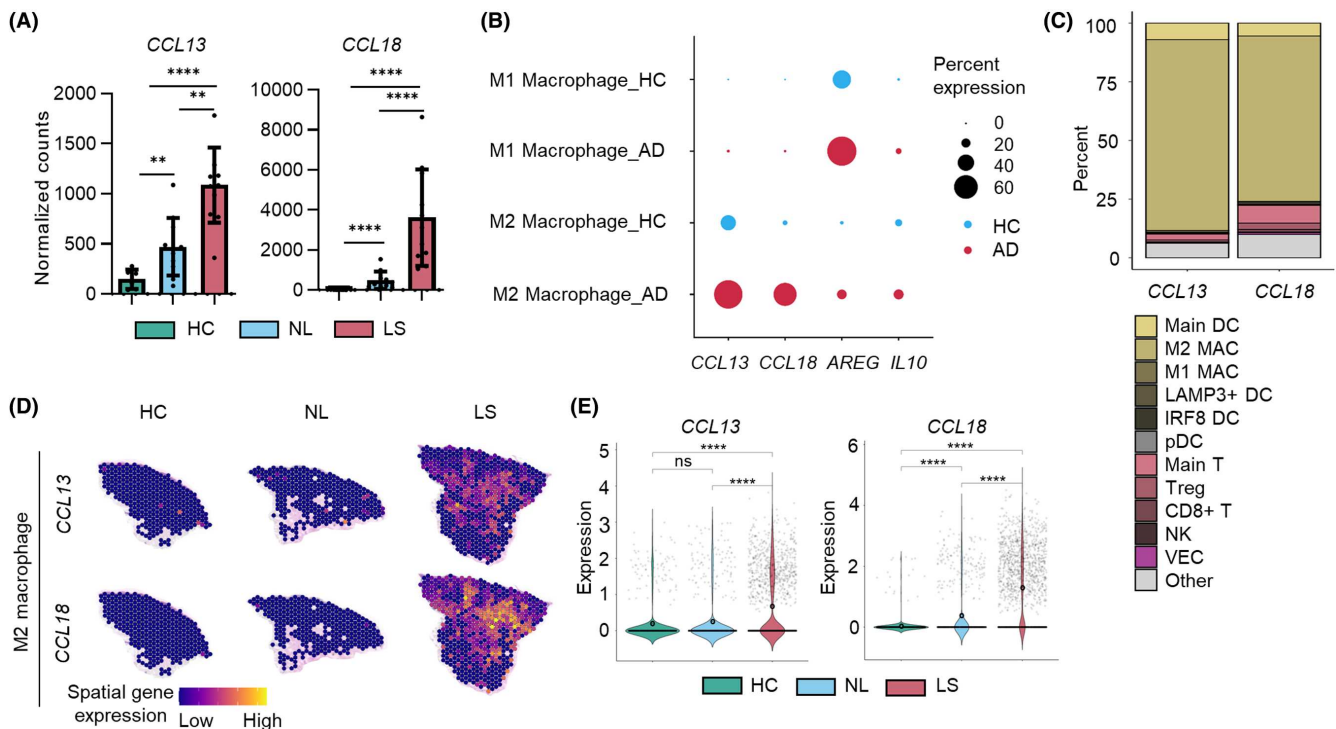 (A)
CCL13
CCL18
****
**
**
****
****
****
Normalized counts
2000
1500
1000
500
0
10000
8000
6000
4000
2000
0
HC
NL
LS
(B)
M1 Macrophage_HC
M1 Macrophage_AD
M2 Macrophage_HC
M2 Macrophage_AD
CCL13
CCL18
AREG
IL10
Percent
expression
0
20
40
60
HC
AD
(C)
Percent
100
75
50
25
0
CCL13
CCL18
Main DC
M2 MAC
M1 MAC
LAMP3+ DC
IRF8 DC
pDC
Main T
Treg
CD8+ T
NK
VEC
Other
(D)
HC
NL
LS
M2 macrophage
CCL13
CCL18
Spatial gene
expression
Low
High
(E)
CCL13
CCL18
Expression
5
4
3
2
1
0
****
ns
****
Expression
6
4
2
0
****
****
****
HC
NL
LS